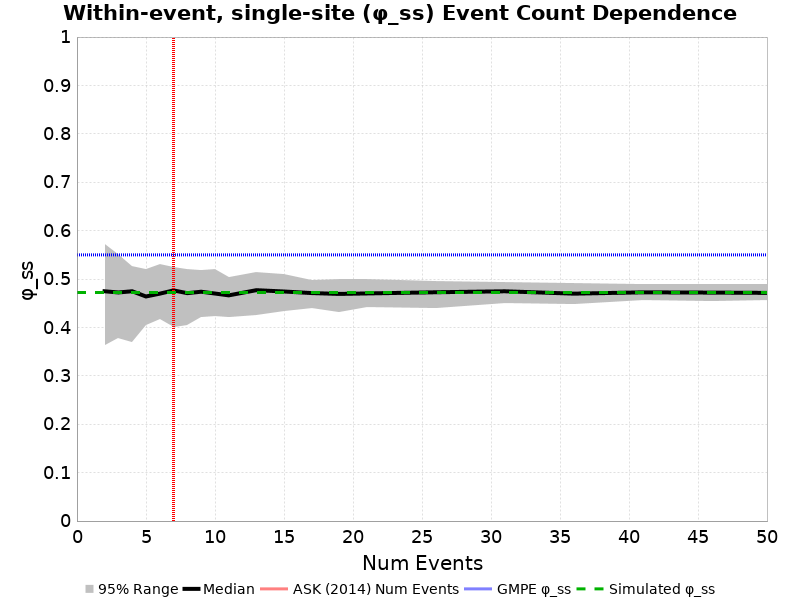 Within-event, single-site (φ_ss) Event Count Dependence
1
0.9
0.8
0.7
0.6
0.5
0.4
0.3
0.2
0.1
0
φ_ss
0 5 10 15 20 25 30 35 40 45 50
Num Events
95% Range Median ASK (2014) Num Events GMPE φ_ss Simulated φ_ss